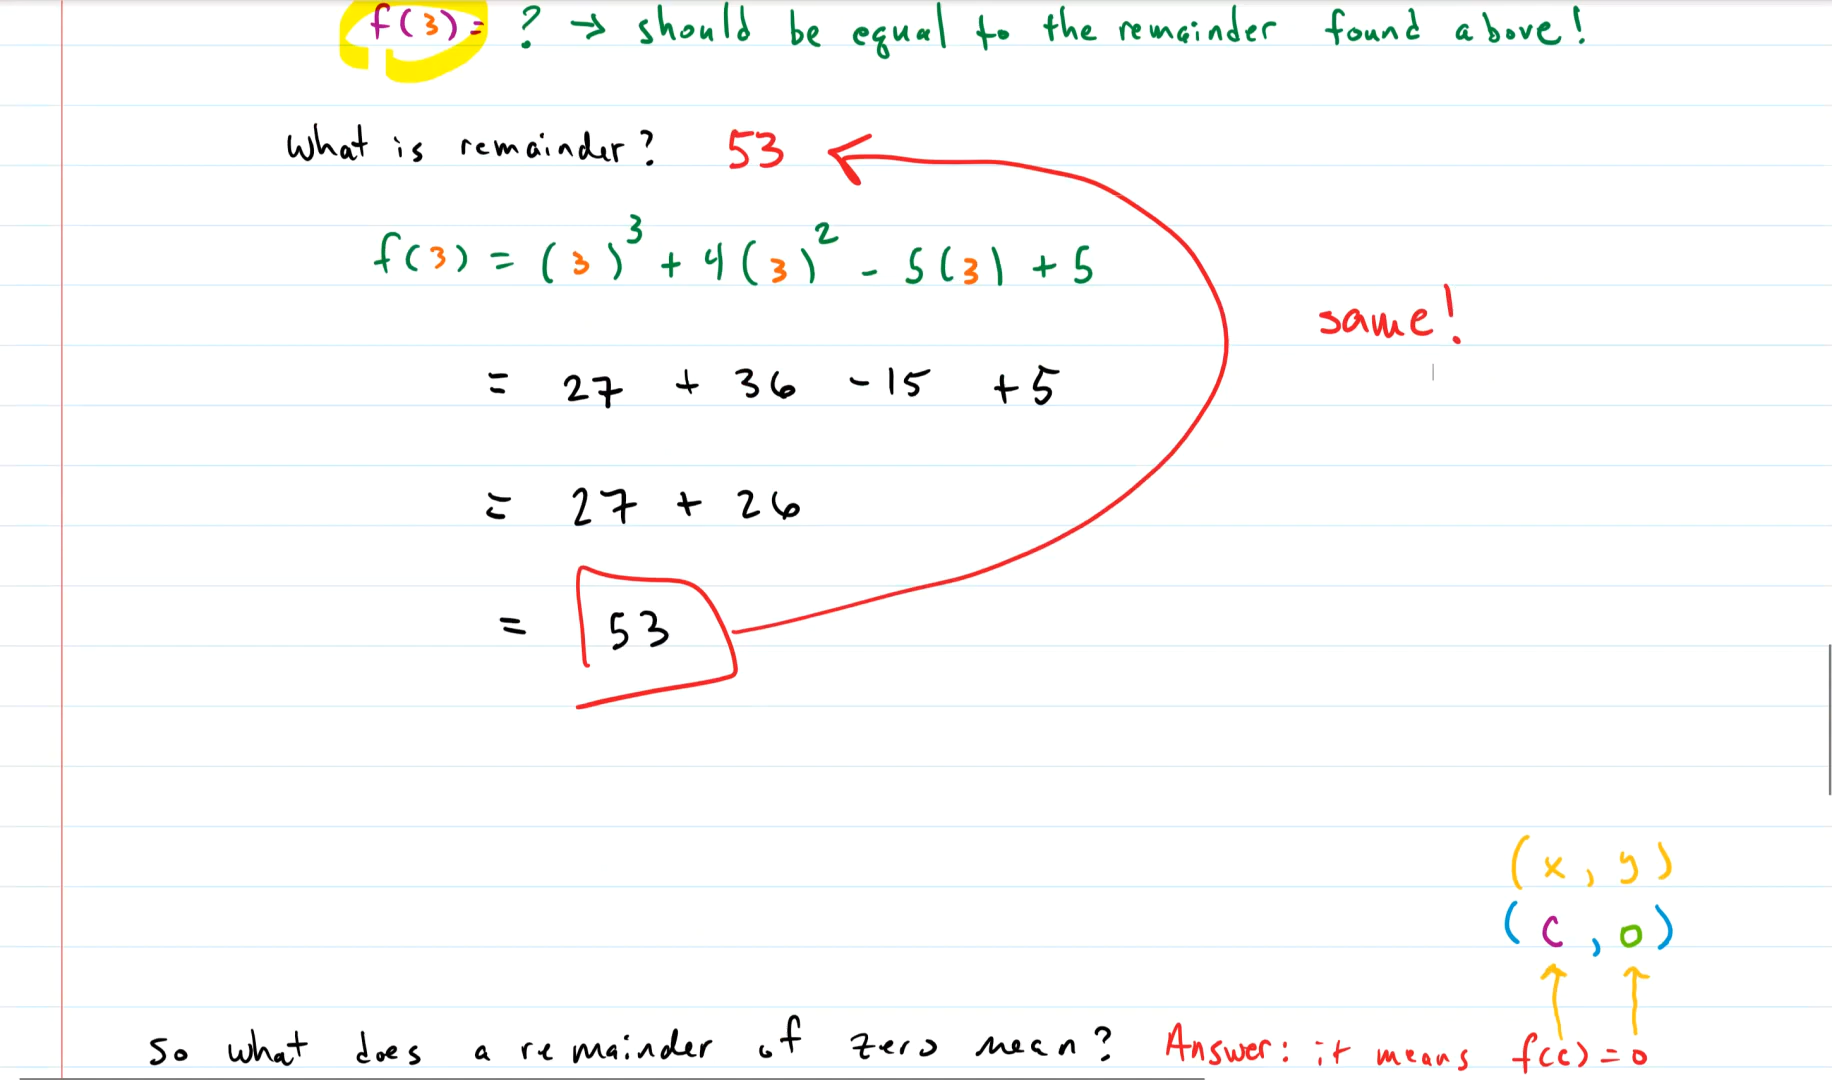 f(3) = ? → should be equal to the remainder found above!
What is remainder? 53
f(3) = (3)³ + 4(3)² - 5(3) + 5
same!
= 27 + 36 - 15 + 5
= 27 + 26
= 53
(x, y)
(c, 0)
So what does a remainder of zero mean? Answer: it means f(c) = 0